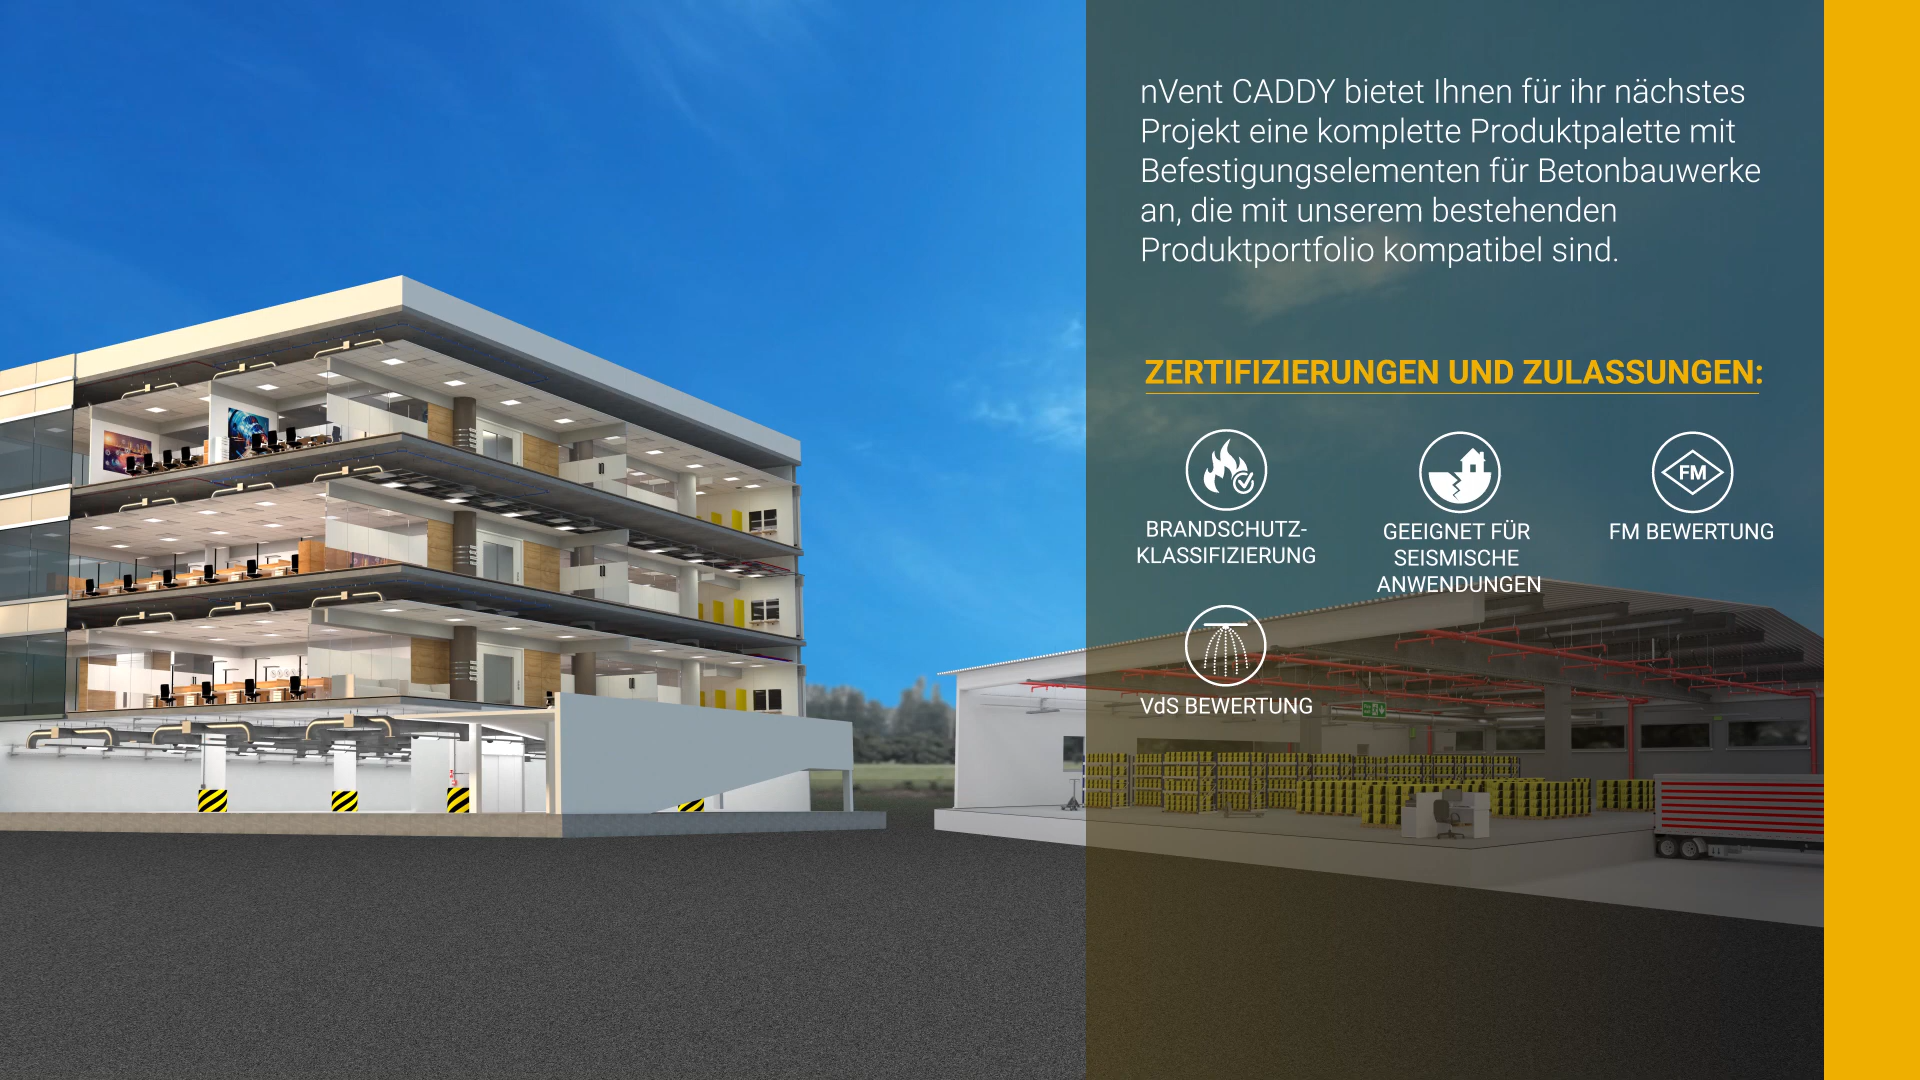 nVent CADDY bietet Ihnen für ihr nächstes
Projekt eine komplette Produktpalette mit
Befestigungselementen für Betonbauwerke
an, die mit unserem bestehenden
Produktportfolio kompatibel sind.
ZERTIFIZIERUNGEN UND ZULASSUNGEN:
BRANDSCHUTZ-
KLASSIFIZIERUNG
GEEIGNET FÜR
SEISMISCHE
ANWENDUNGEN
FM
FM BEWERTUNG
VdS BEWERTUNG